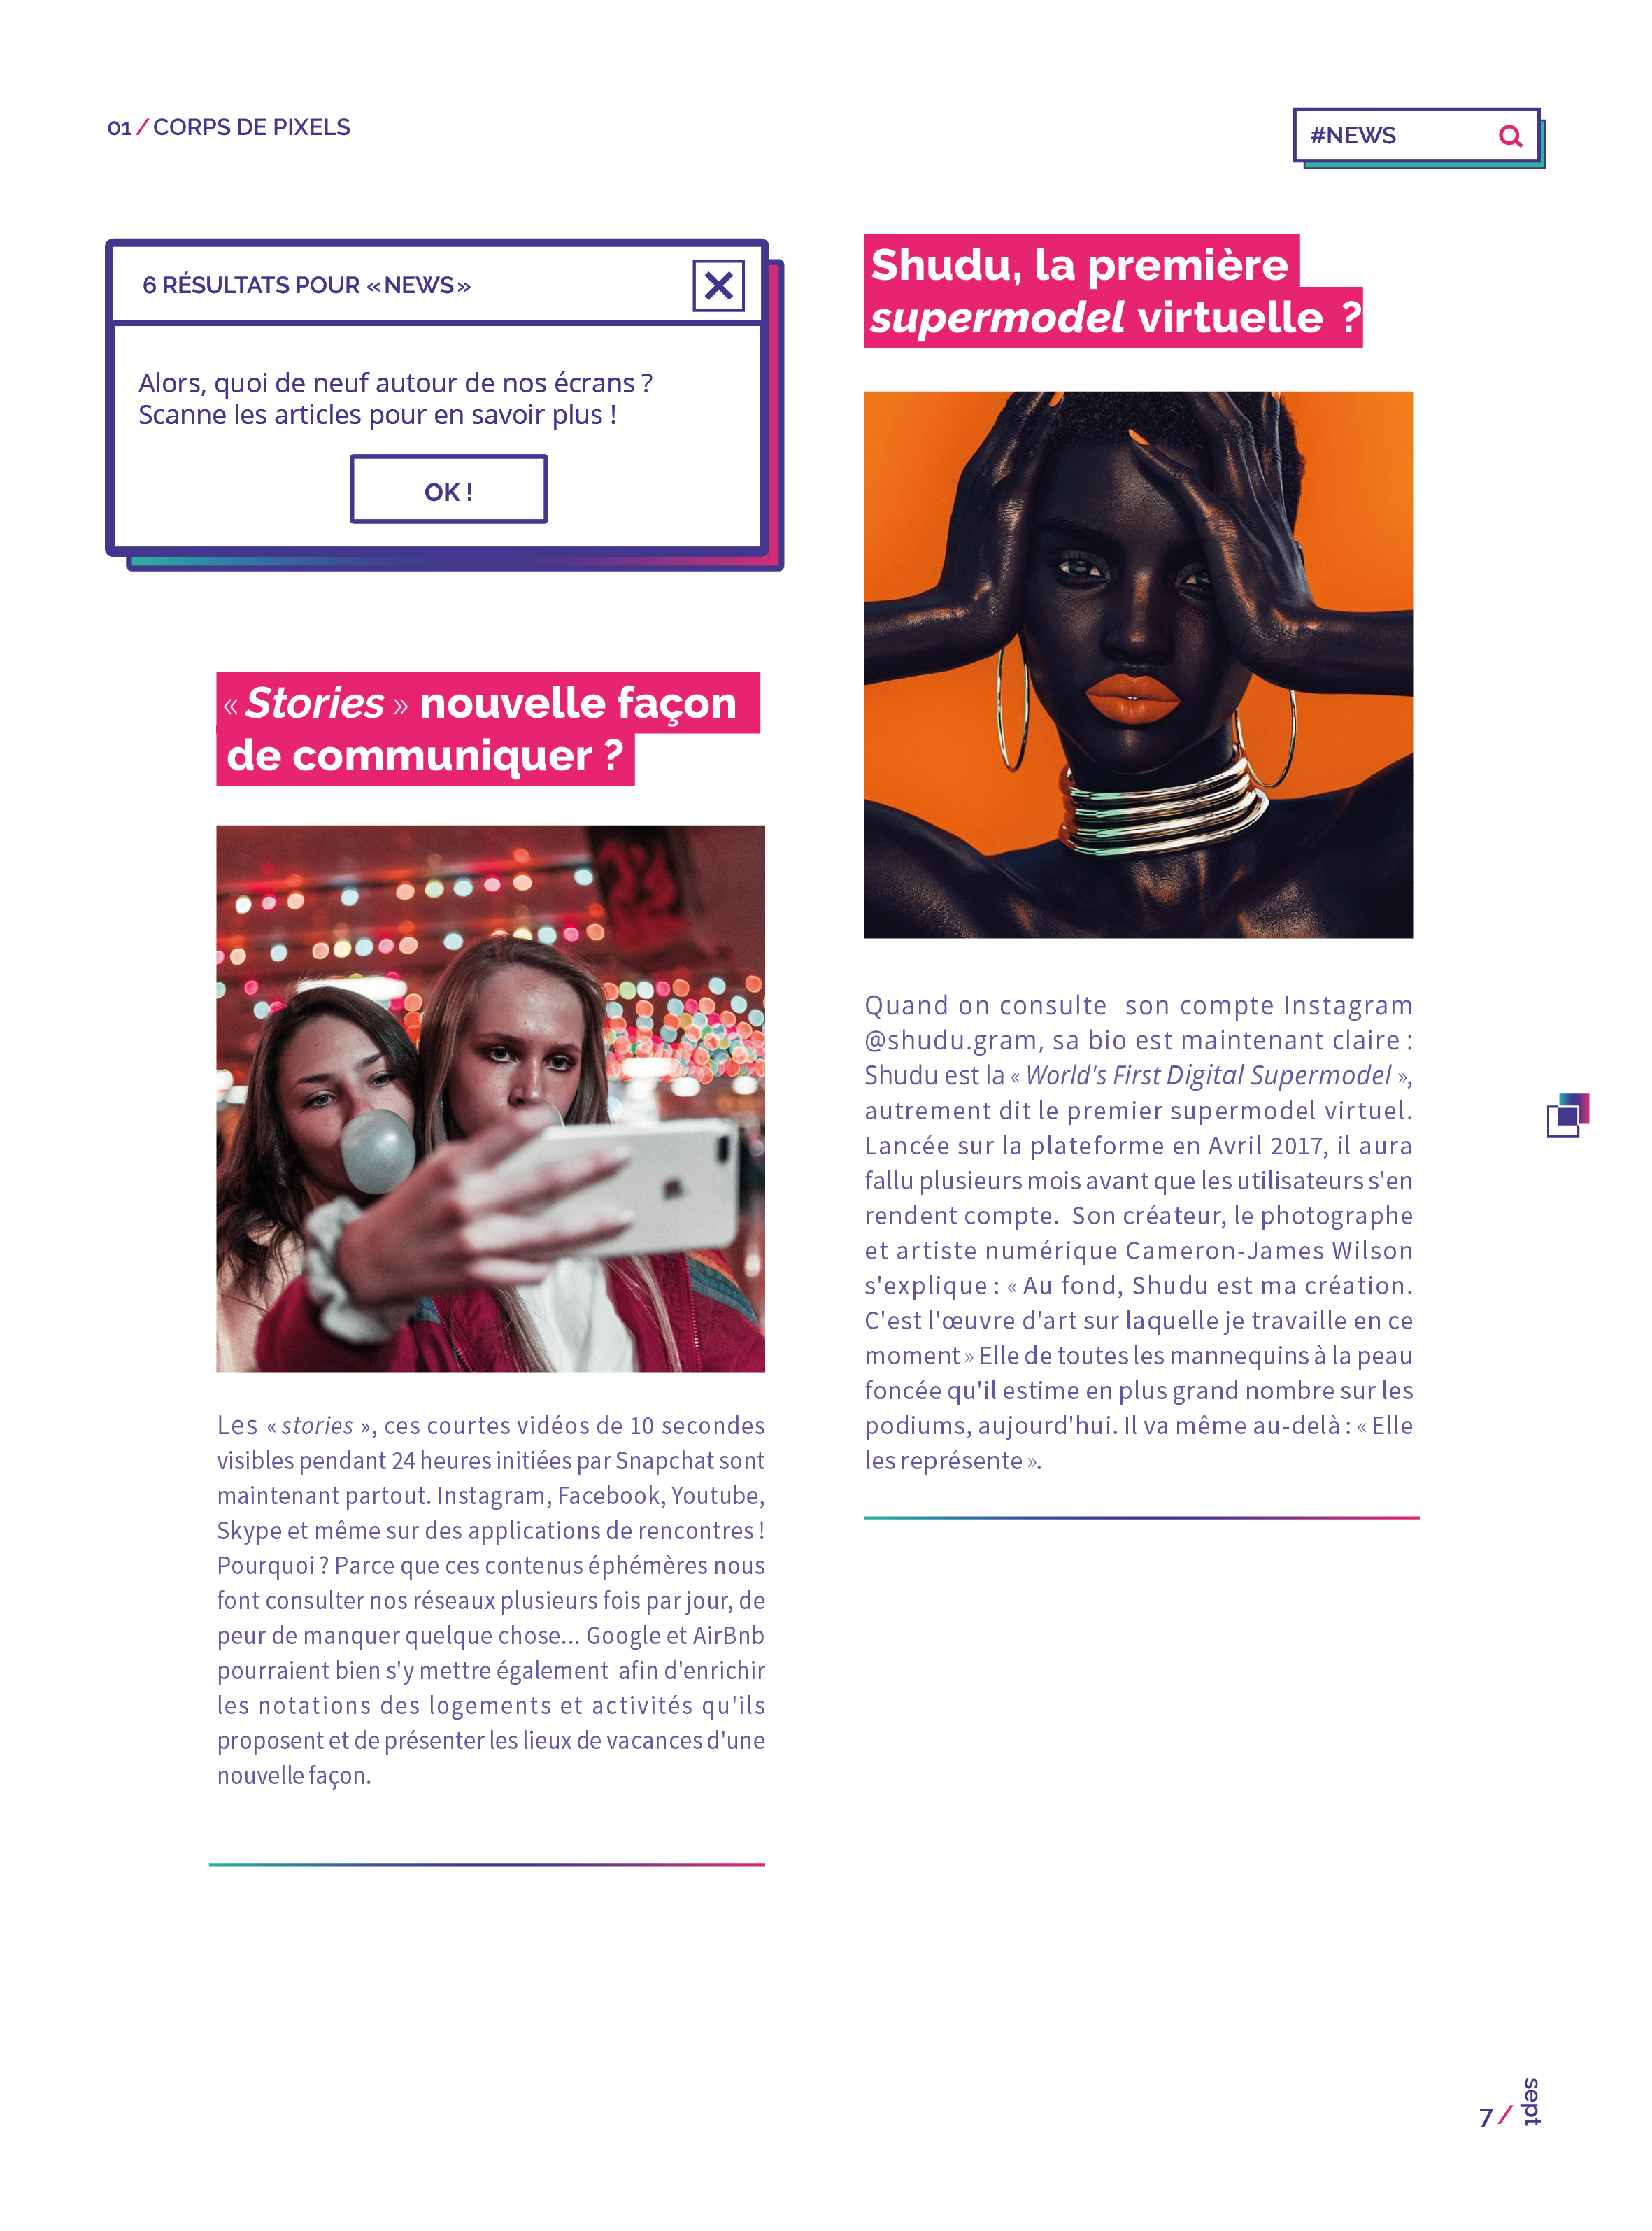 01 / CORPS DE PIXELS
#NEWS
6 RÉSULTATS POUR « NEWS »
Alors, quoi de neuf autour de nos écrans ?
Scanne les articles pour en savoir plus !
OK !
« Stories » nouvelle façon
de communiquer ?
Les « stories », ces courtes vidéos de 10 secondes
visibles pendant 24 heures initiées par Snapchat sont
maintenant partout. Instagram, Facebook, Youtube,
Skype et même sur des applications de rencontres !
Pourquoi ? Parce que ces contenus éphémères nous
font consulter nos réseaux plusieurs fois par jour, de
peur de manquer quelque chose... Google et AirBnb
pourraient bien s'y mettre également afin d'enrichir
les notations des logements et activités qu'ils
proposent et de présenter les lieux de vacances d'une
nouvelle façon.
Shudu, la première
supermodel virtuelle ?
Quand on consulte son compte Instagram
@shudu.gram, sa bio est maintenant claire :
Shudu est la « World's First Digital Supermodel »,
autrement dit le premier supermodel virtuel.
Lancée sur la plateforme en Avril 2017, il aura
fallu plusieurs mois avant que les utilisateurs s'en
rendent compte. Son créateur, le photographe
et artiste numérique Cameron-James Wilson
s'explique : « Au fond, Shudu est ma création.
C'est l'œuvre d'art sur laquelle je travaille en ce
moment » Elle de toutes les mannequins à la peau
foncée qu'il estime en plus grand nombre sur les
podiums, aujourd'hui. Il va même au-delà : « Elle
les représente ».
7 / sept